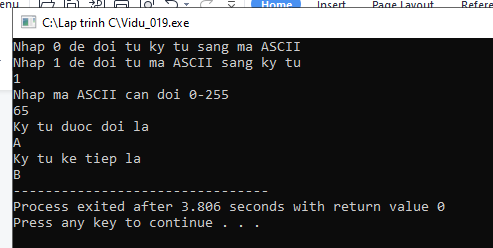 enu
Home Insert Page Layout Refere
C:\Lap trinh C\Vidu_019.exe
Nhap 0 de doi tu ky tu sang ma ASCII
Nhap 1 de doi tu ma ASCII sang ky tu
1
Nhap ma ASCII can doi 0-255
65
Ky tu duoc doi la
A
Ky tu ke tiep la
B
--------------------------------
Process exited after 3.806 seconds with return value 0
Press any key to continue . . .